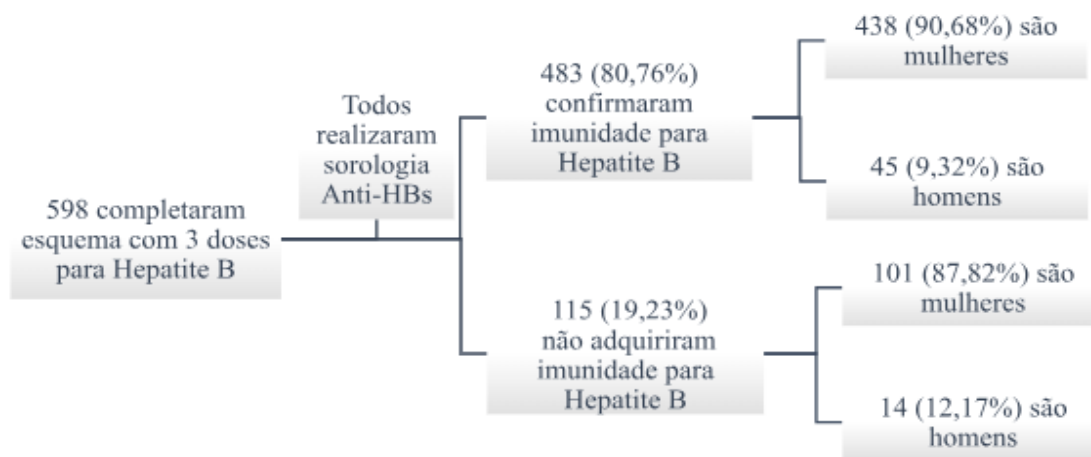 598 completaram
esquema com 3 doses
para Hepatite B
Todos
realizaram
sorologia
Anti-HBs
483 (80,76%)
confirmaram
imunidade para
Hepatite B
438 (90,68%) são
mulheres
45 (9,32%) são
homens
115 (19,23%)
não adquiriram
imunidade para
Hepatite B
101 (87,82%) são
mulheres
14 (12,17%) são
homens